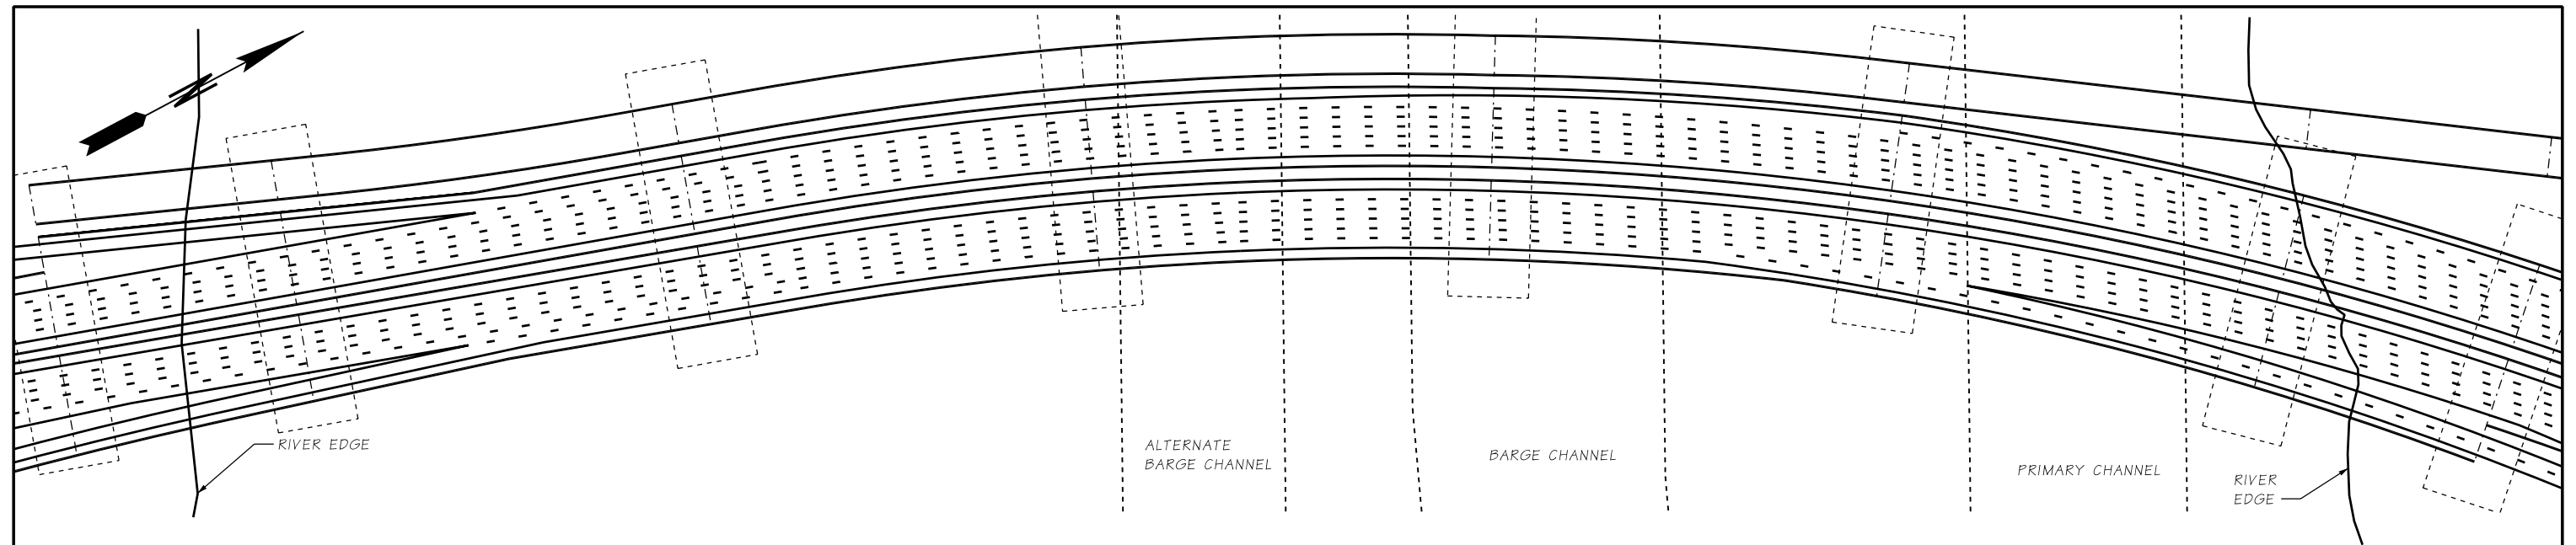 RIVER EDGE
ALTERNATE
BARGE CHANNEL
BARGE CHANNEL
PRIMARY CHANNEL
RIVER
EDGE